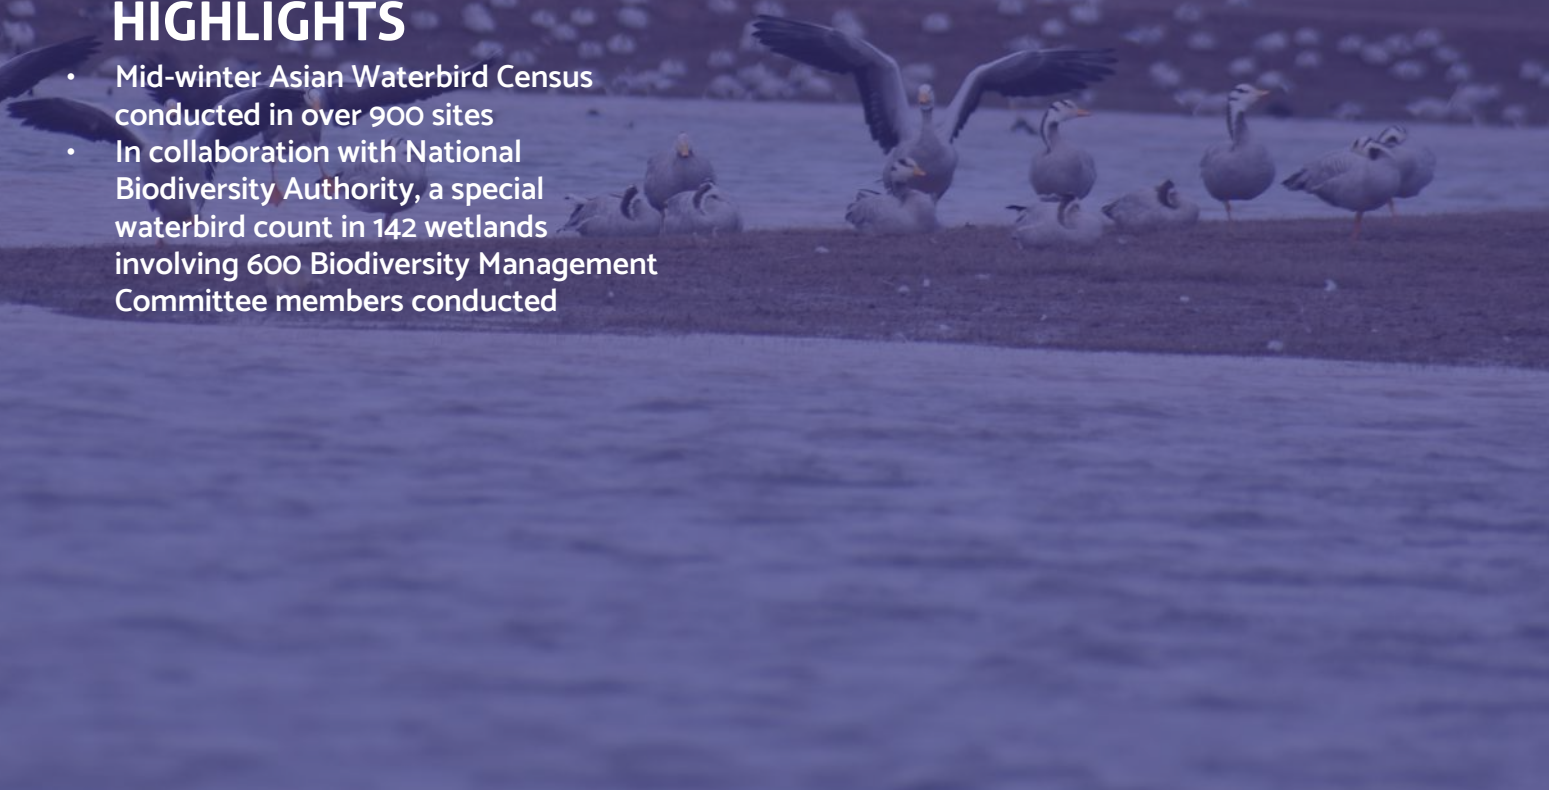 HIGHLIGHTS
• Mid-winter Asian Waterbird Census
conducted in over 900 sites
• In collaboration with National
Biodiversity Authority, a special
waterbird count in 142 wetlands
involving 600 Biodiversity Management
Committee members conducted